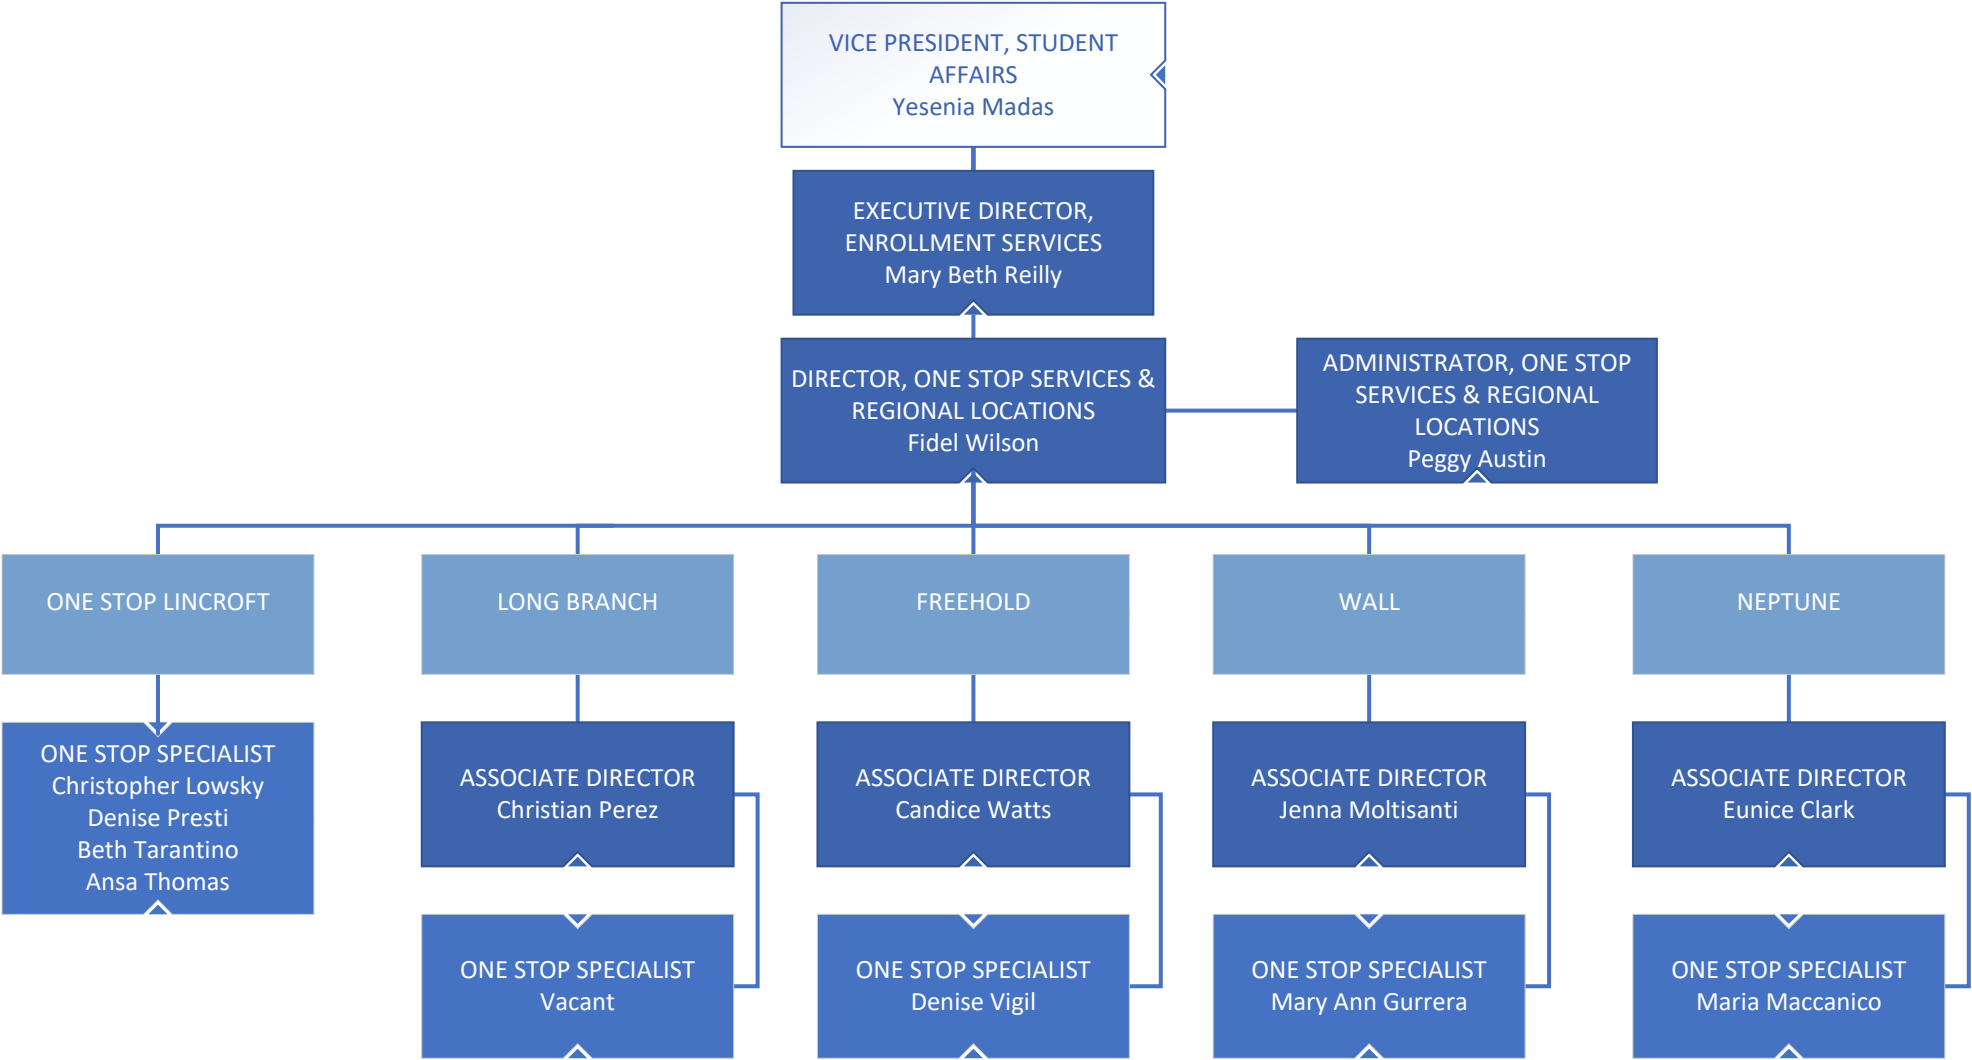 VICE PRESIDENT, STUDENT
AFFAIRS
Yesenia Madas
EXECUTIVE DIRECTOR,
ENROLLMENT SERVICES
Mary Beth Reilly
DIRECTOR, ONE STOP SERVICES &
REGIONAL LOCATIONS
Fidel Wilson
ADMINISTRATOR, ONE STOP
SERVICES & REGIONAL
LOCATIONS
Peggy Austin
ONE STOP LINCROFT
LONG BRANCH
FREEHOLD
WALL
NEPTUNE
ONE STOP SPECIALIST
Christopher Lowsky
Denise Presti
Beth Tarantino
Ansa Thomas
ASSOCIATE DIRECTOR
Christian Perez
ASSOCIATE DIRECTOR
Candice Watts
ASSOCIATE DIRECTOR
Jenna Moltisanti
ASSOCIATE DIRECTOR
Eunice Clark
ONE STOP SPECIALIST
Vacant
ONE STOP SPECIALIST
Denise Vigil
ONE STOP SPECIALIST
Mary Ann Gurrera
ONE STOP SPECIALIST
Maria Maccanico